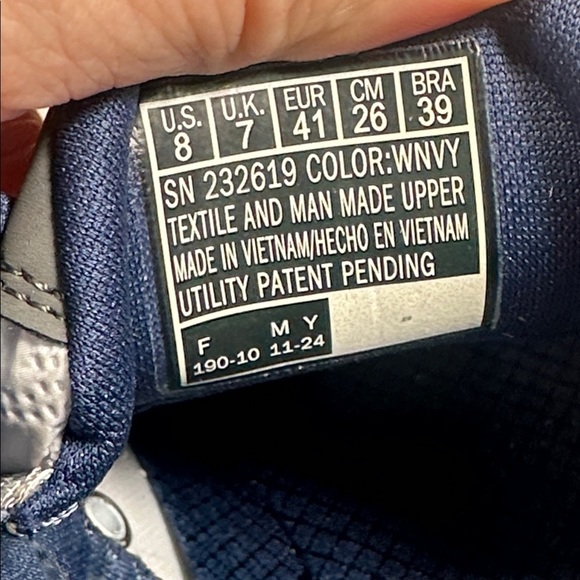 U.S. U.K. EUR CM BRA
8 7 41 26 39
SN 232619 COLOR:WNVY
TEXTILE AND MAN MADE UPPER
MADE IN VIETNAM/HECHO EN VIETNAM
UTILITY PATENT PENDING
F M Y
190-10 11-24